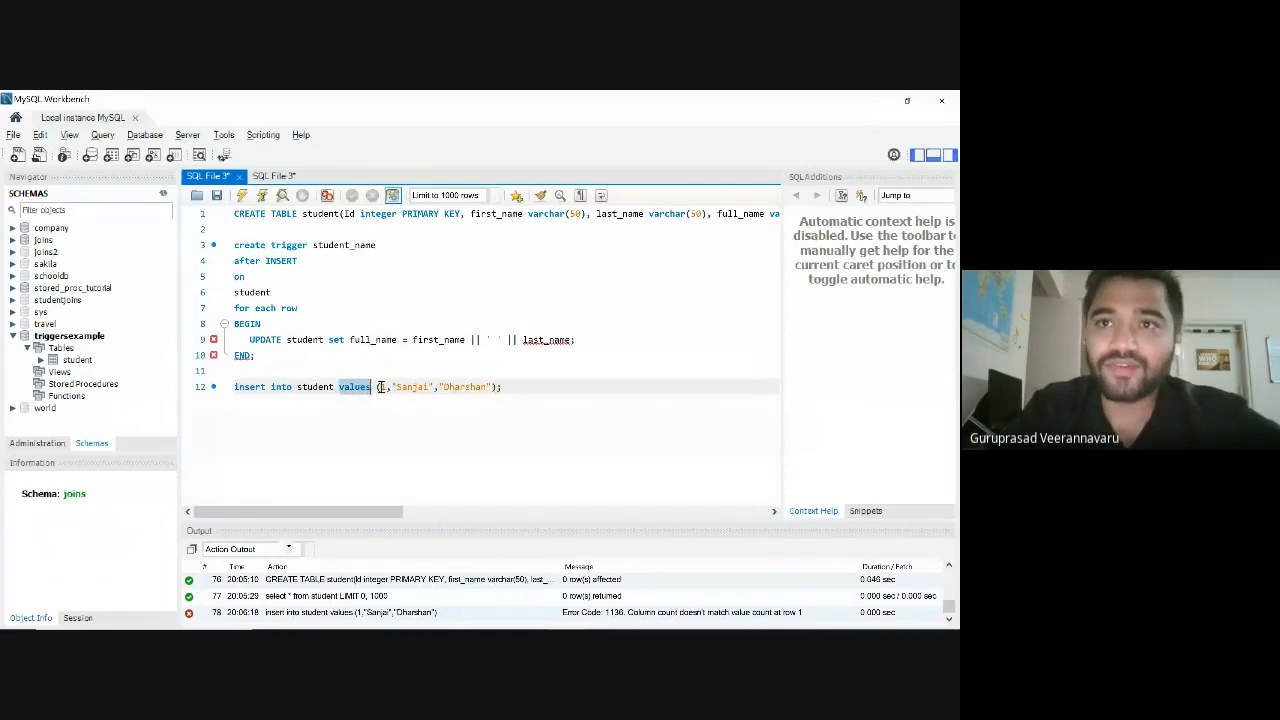 MySQL Workbench
Local instance MySQL
File Edit View Query Database Server Tools Scripting Help
Navigator
SCHEMAS
Filter objects
company
joins
joins2
sakila
schooldb
stored_proc_tutorial
studentjoins
sys
travel
triggersexample
Tables
student
Views
Stored Procedures
Functions
world
Administration Schemas
Information
Schema: joins
Object Info Session
SQL File 3* SQL File 3*
Limit to 1000 rows
1 CREATE TABLE student(Id integer PRIMARY KEY, first_name varchar(50), last_name varchar(50), full_name va
2
3 create trigger student_name
4 after INSERT
5 on
6 student
7 for each row
8 BEGIN
9 UPDATE student set full_name = first_name || ' ' || last_name;
10 END;
11
12 insert into student values ( ,"Sanjai","Dharshan");
SQLAdditions
Jump to
Automatic context help is
disabled. Use the toolbar to
manually get help for the
current caret position or to
toggle automatic help.
Context Help Snippets
Output
Action Output
# Time Action Message Duration / Fetch
76 20:05:10 CREATE TABLE student(Id integer PRIMARY KEY, first_name varchar(50), last_... 0 row(s) affected 0.046 sec
77 20:05:29 select * from student LIMIT 0, 1000 0 row(s) returned 0.000 sec / 0.000 sec
78 20:06:18 insert into student values (1,"Sanjai","Dharshan") Error Code: 1136. Column count doesn't match value count at row 1 0.000 sec
Guruprasad Veerannavaru